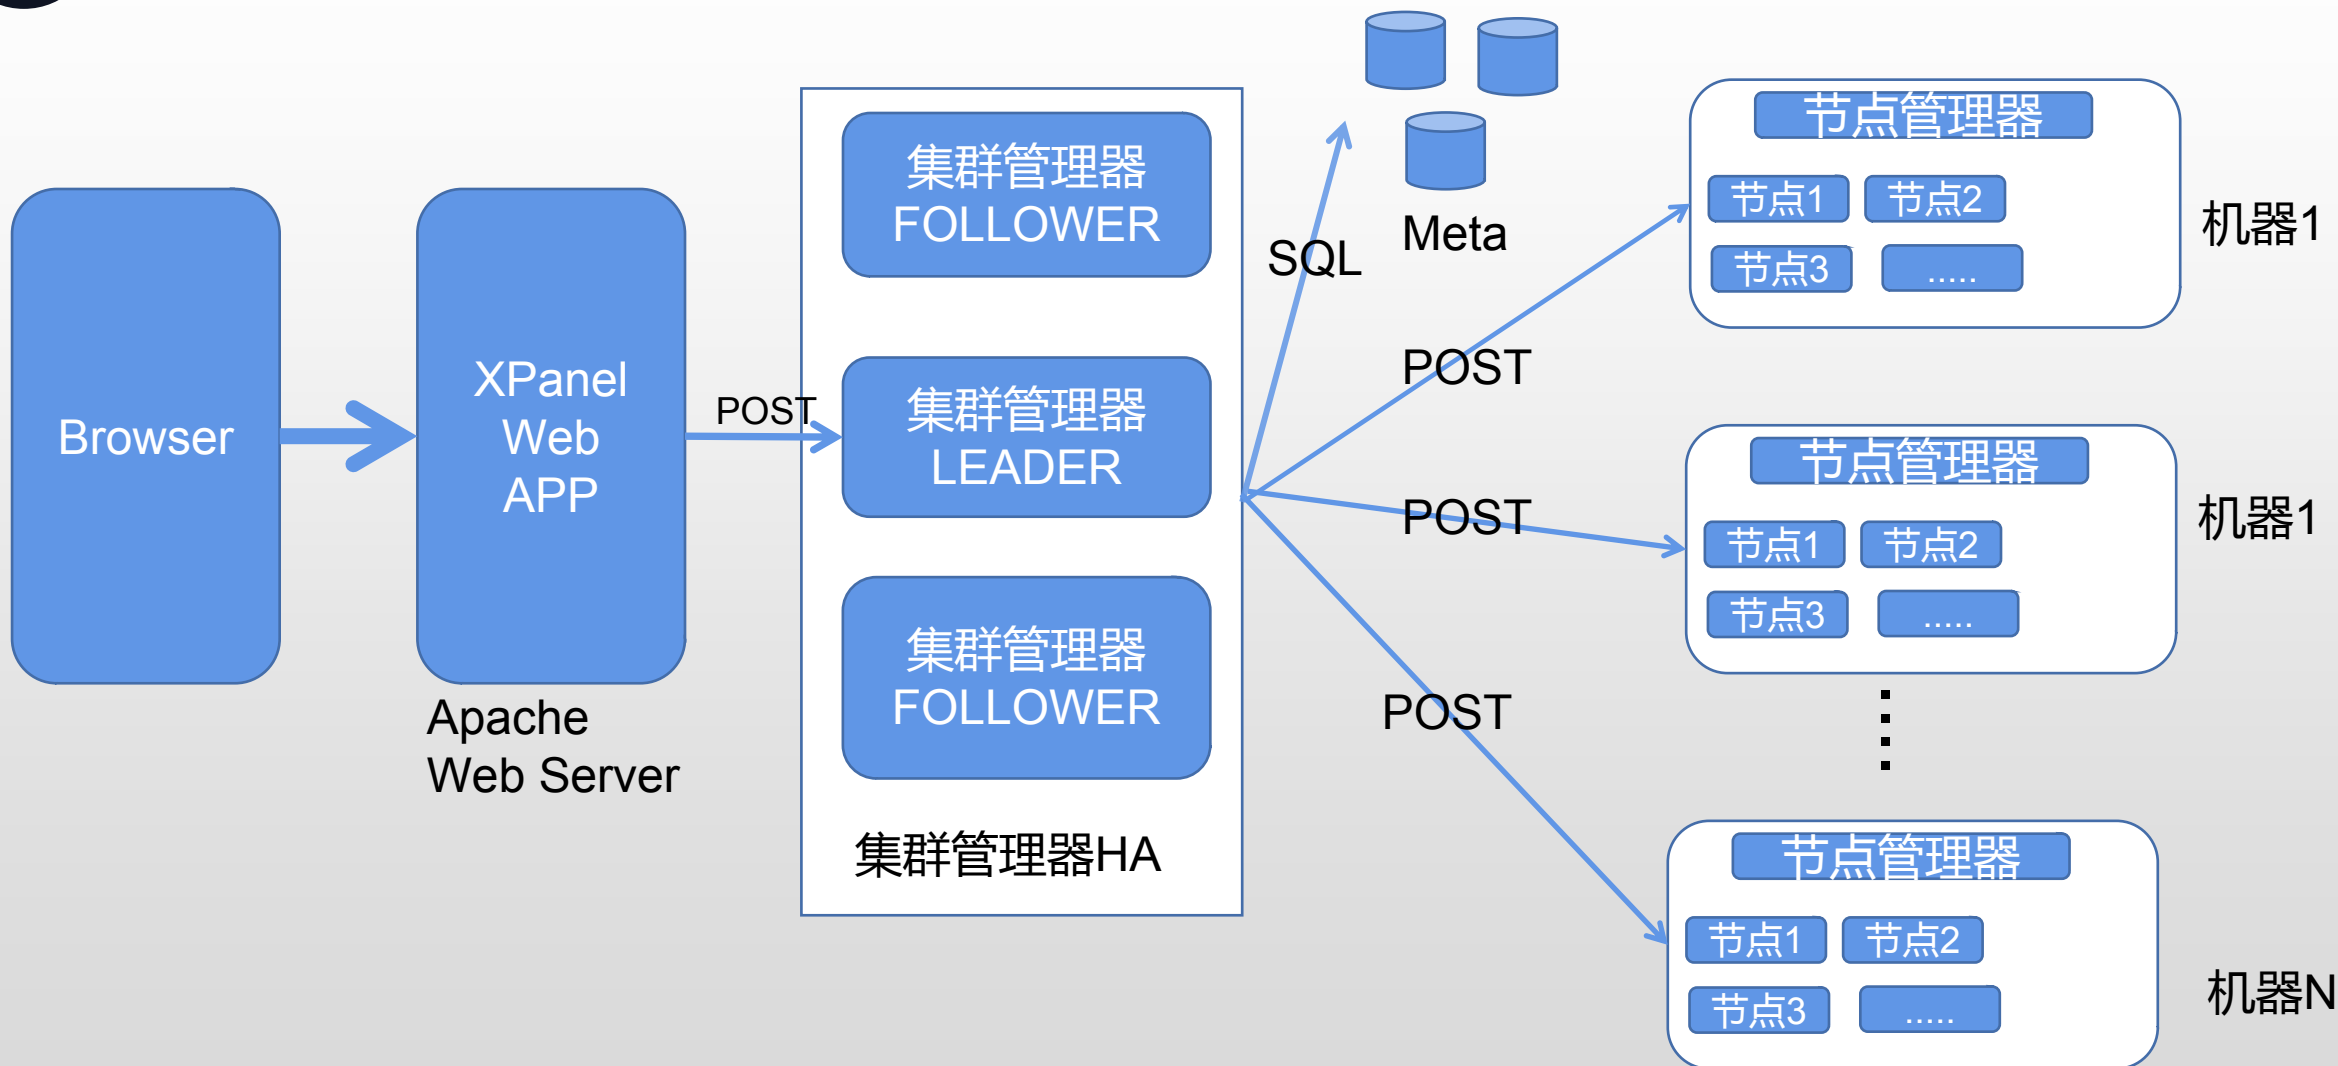 Browser
XPanel
Web
APP
Apache
Web Server
POST
集群管理器
FOLLOWER
集群管理器
LEADER
集群管理器
FOLLOWER
集群管理器HA
SQL
Meta
POST
POST
POST
节点管理器
节点1
节点2
节点3
.....
机器1
节点管理器
节点1
节点2
节点3
.....
机器1
节点管理器
节点1
节点2
节点3
.....
机器N